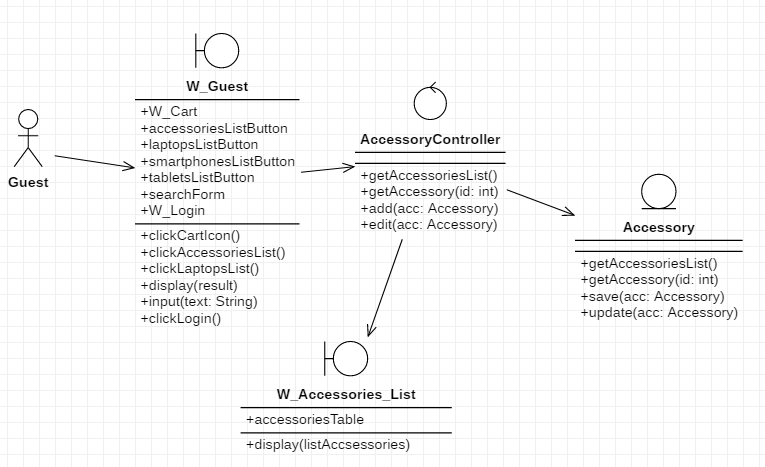 Guest
W_Guest
+W_Cart
+accessoriesListButton
+laptopsListButton
+smartphonesListButton
+tabletsListButton
+searchForm
+W_Login
+clickCartIcon()
+clickAccessoriesList()
+clickLaptopsList()
+display(result)
+input(text: String)
+clickLogin()
AccessoryController
+getAccessoriesList()
+getAccessory(id: int)
+add(acc: Accessory)
+edit(acc: Accessory)
Accessory
+getAccessoriesList()
+getAccessory(id: int)
+save(acc: Accessory)
+update(acc: Accessory)
W_Accessories_List
+accessoriesTable
+display(listAccsessories)